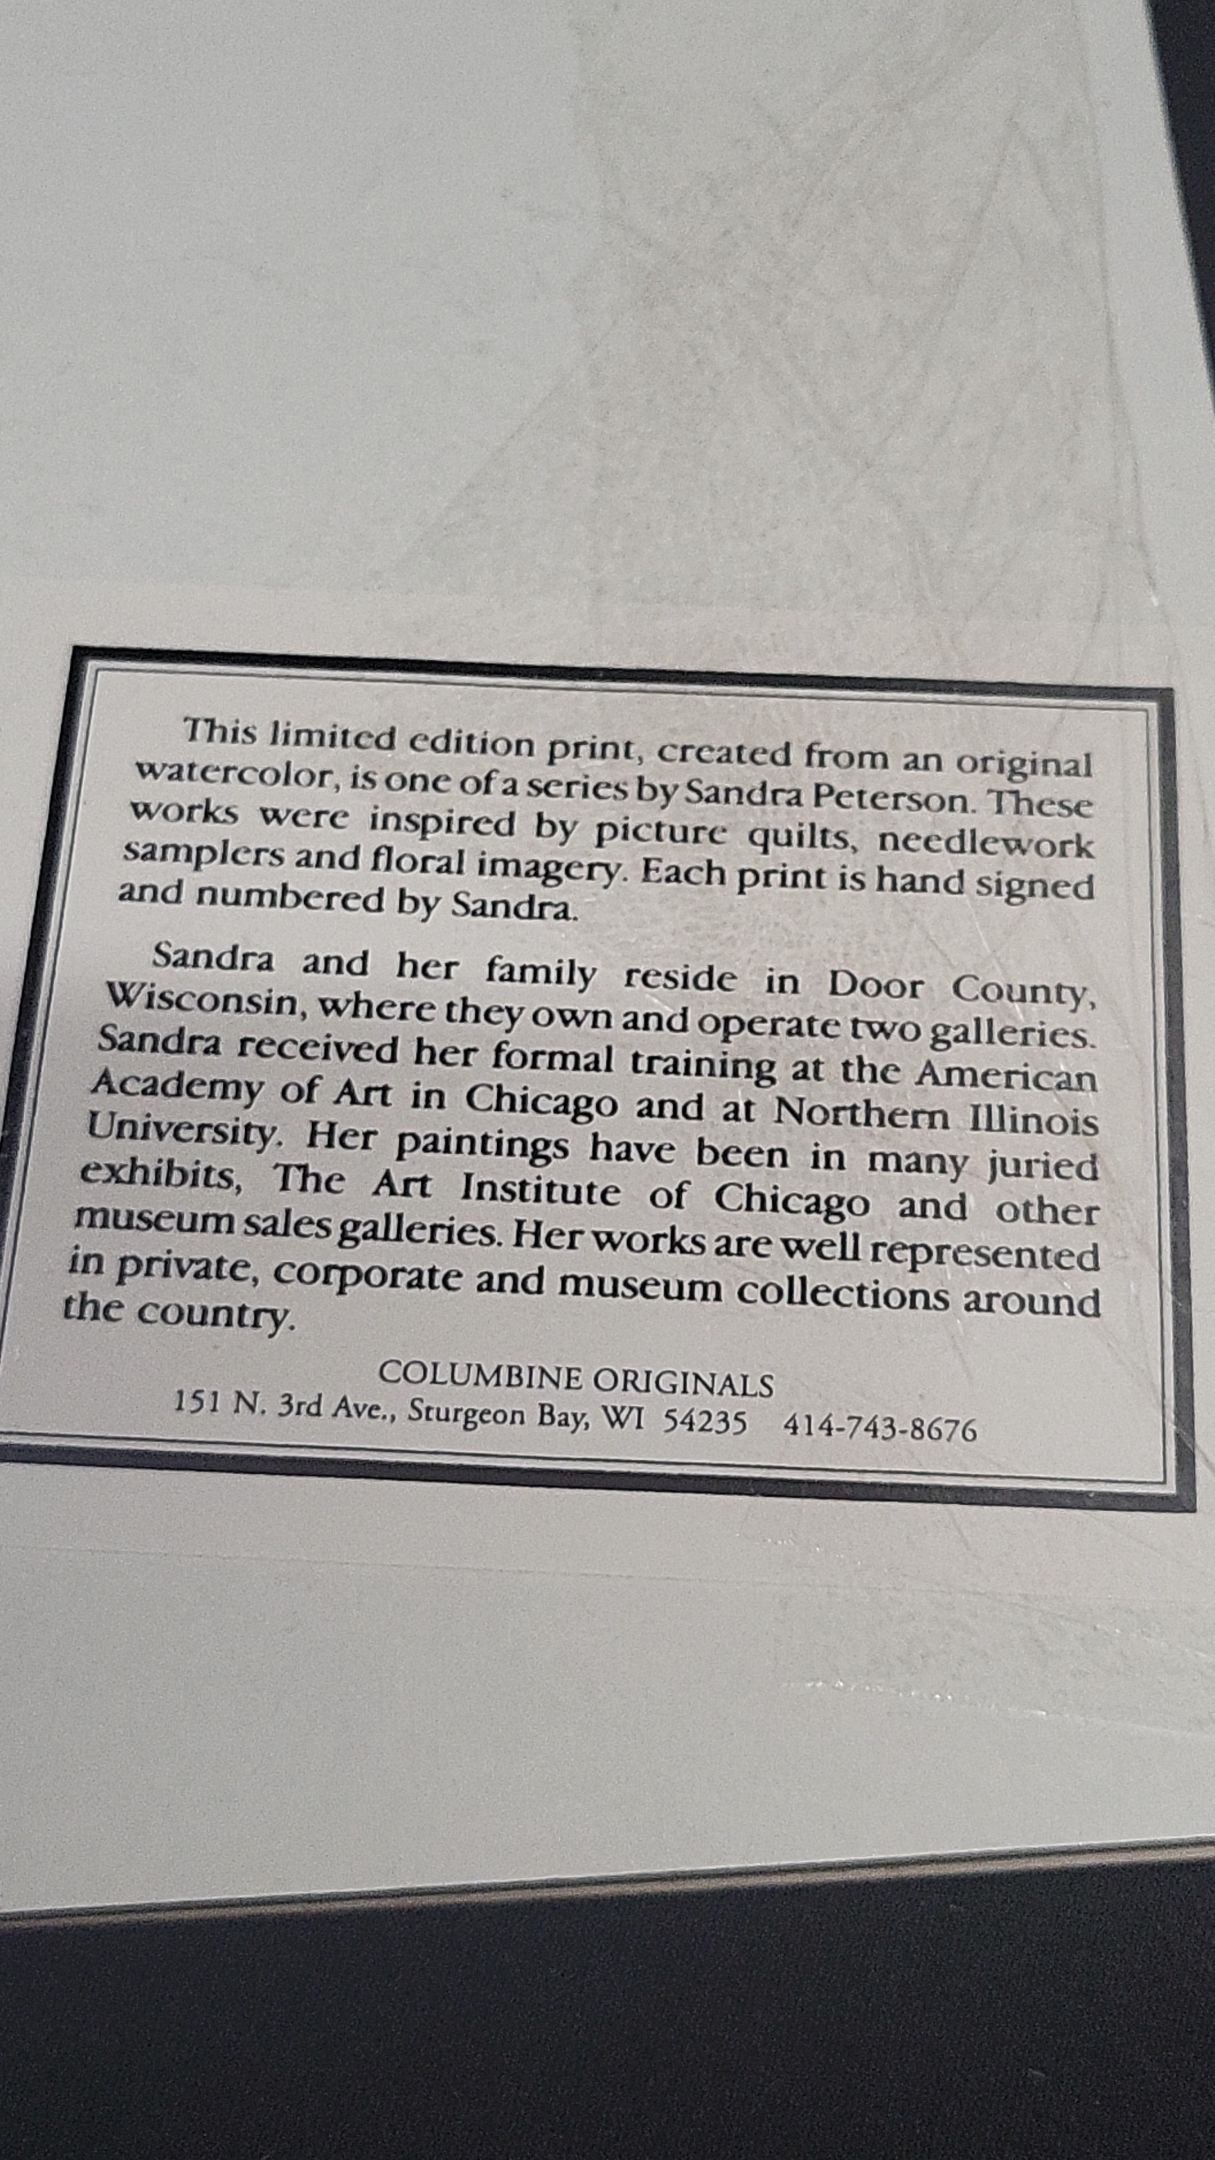 This limited edition print, created from an original
watercolor, is one of a series by Sandra Peterson. These
works were inspired by picture quilts, needlework
samplers and floral imagery. Each print is hand signed
and numbered by Sandra.
Sandra and her family reside in Door County,
Wisconsin, where they own and operate two galleries.
Sandra received her formal training at the American
Academy of Art in Chicago and at Northern Illinois
University. Her paintings have been in many juried
exhibits, The Art Institute of Chicago and other
museum sales galleries. Her works are well represented
in private, corporate and museum collections around
the country.
COLUMBINE ORIGINALS
151 N. 3rd Ave., Sturgeon Bay, WI 54235 414-743-8676